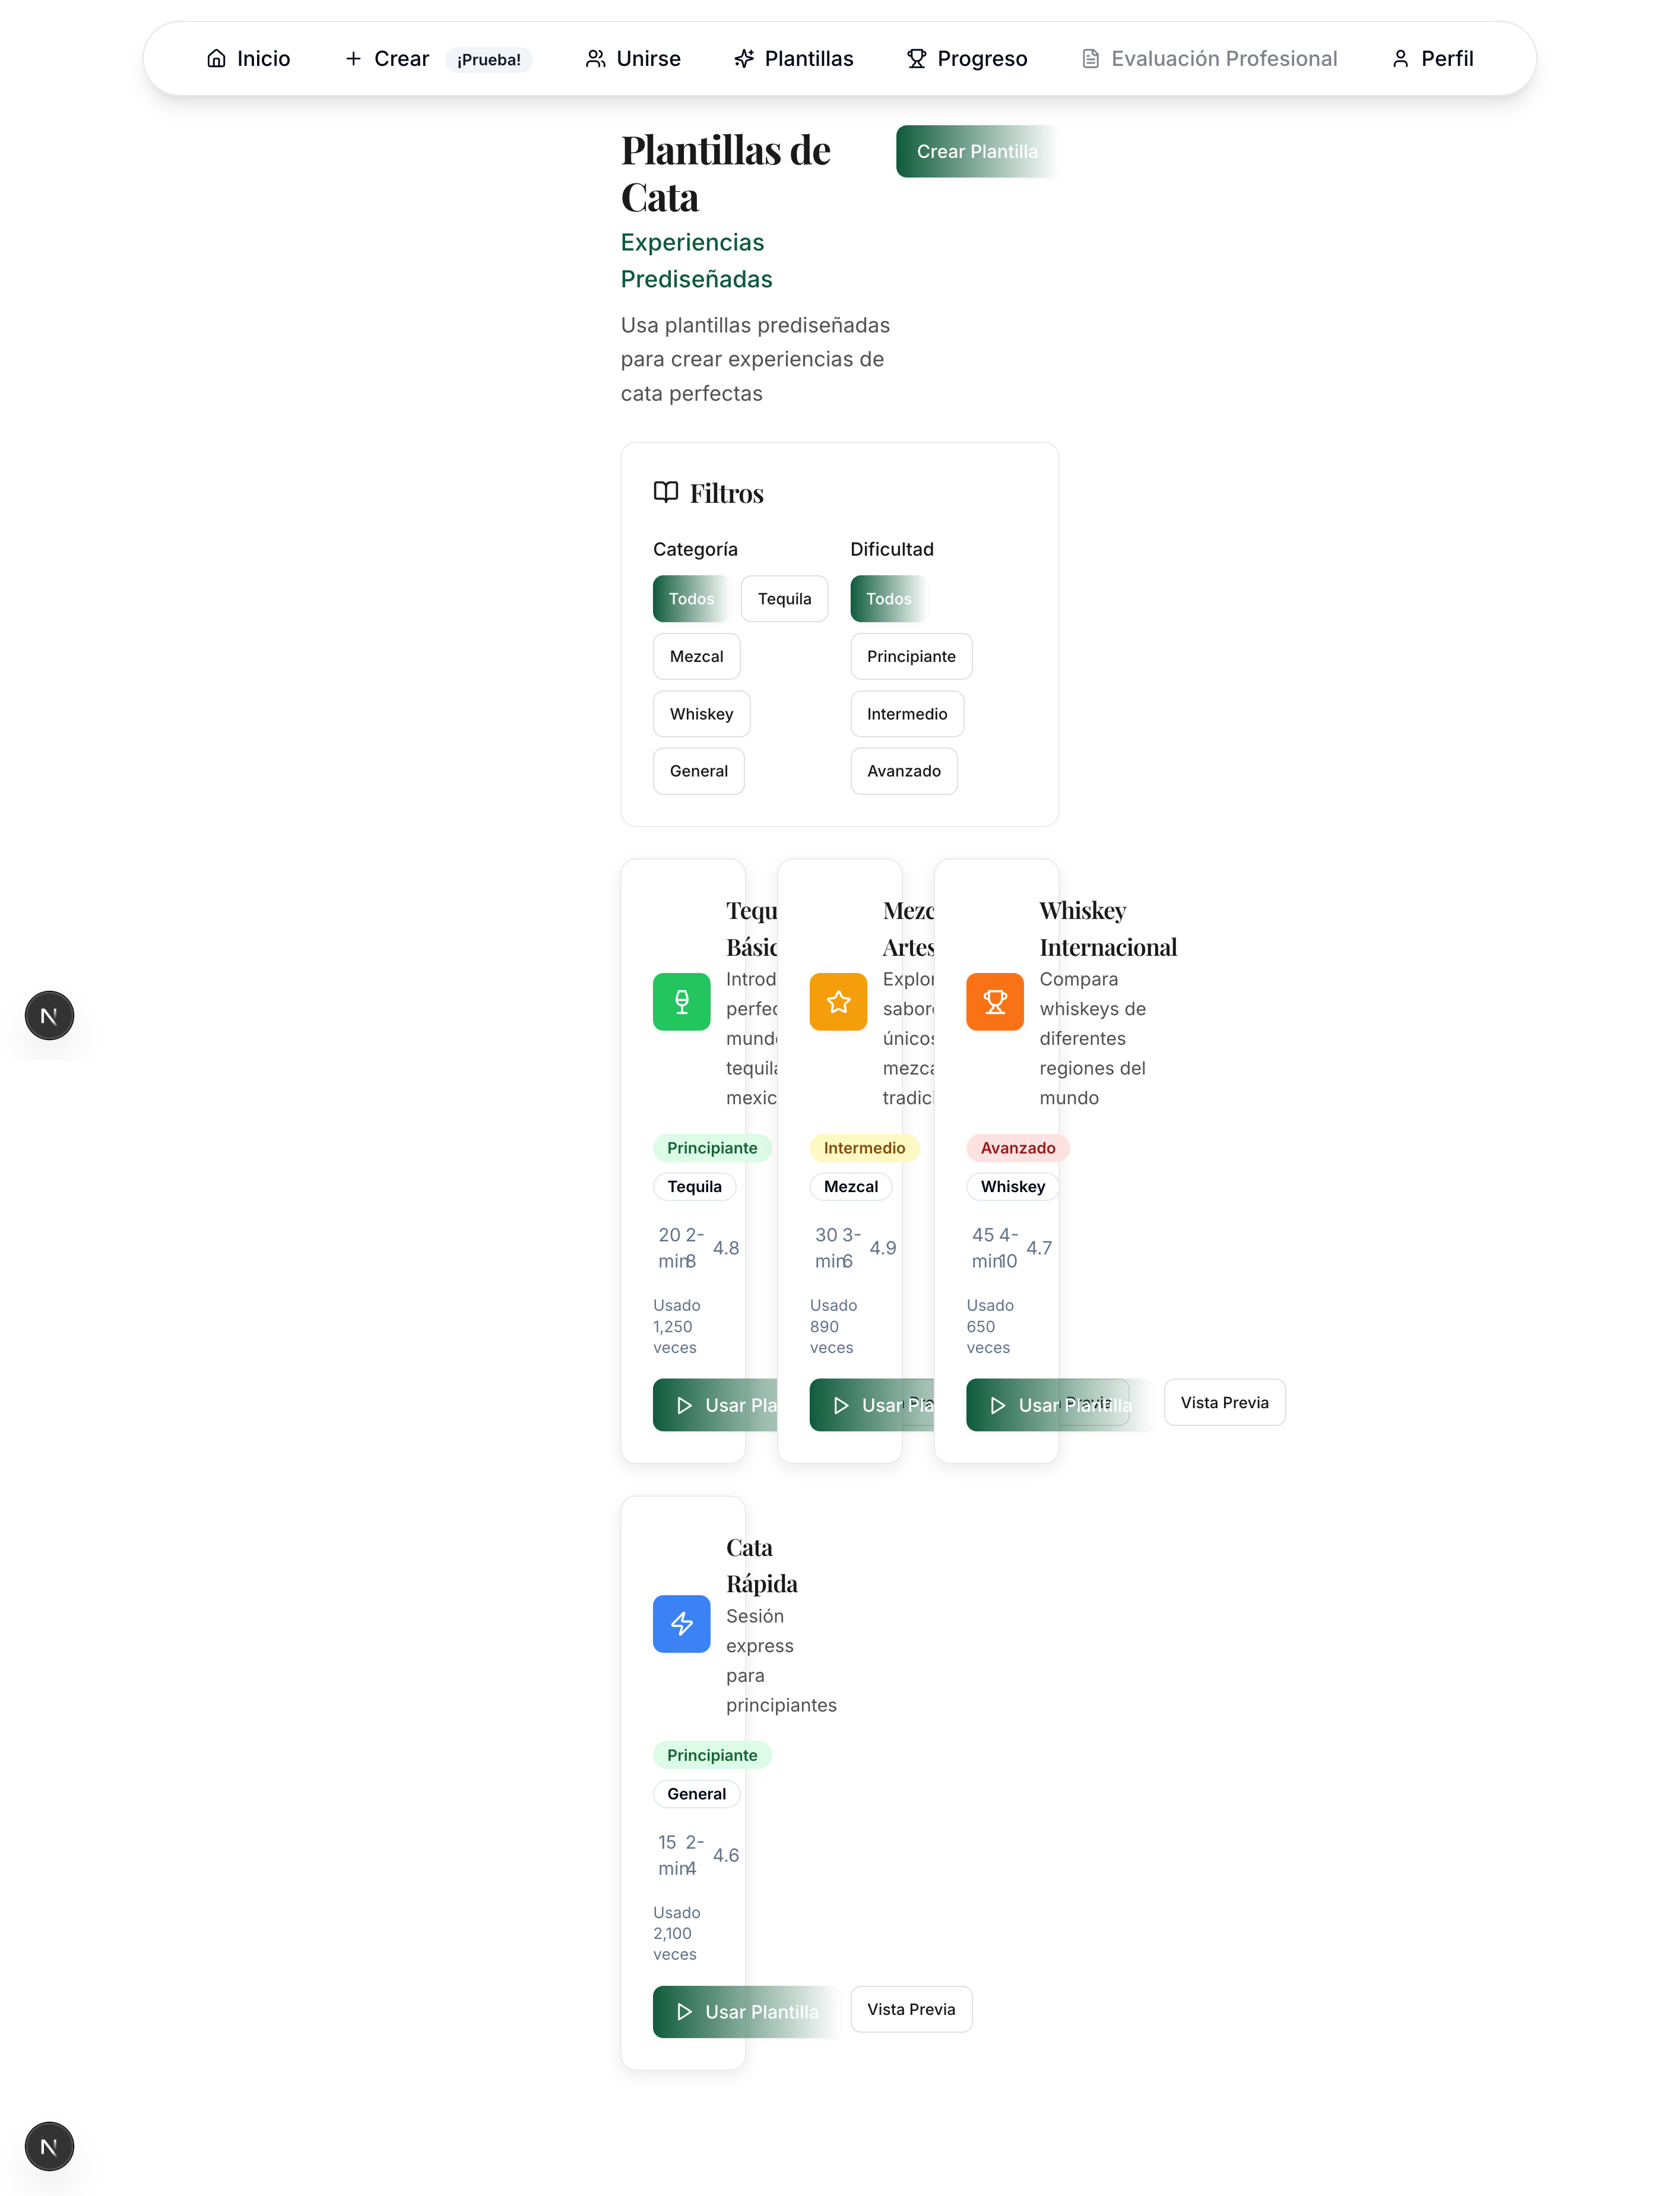 Inicio
Crear ¡Prueba!
Unirse
Plantillas
Progreso
Evaluación Profesional
Perfil
Plantillas de
Cata
Crear Plantilla
Experiencias
Prediseñadas
Usa plantillas prediseñadas
para crear experiencias de
cata perfectas
Filtros
Categoría
Todos
Tequila
Mezcal
Whiskey
General
Dificultad
Todos
Principiante
Intermedio
Avanzado
Tequ
Básic
Introd
perfec
mund
tequila
mexic
Principiante
Tequila
20 min
2-8
4.8
Usado
1,250
veces
Usar Pla
Mezc
Artes
Explor
sabor
únicos
mezca
tradici
Intermedio
Mezcal
30 min
3-6
4.9
Usado
890
veces
Usar Pla
Whiskey
Internacional
Compara
whiskeys de
diferentes
regiones del
mundo
Avanzado
Whiskey
45 min
4-10
4.7
Usado
650
veces
Usar Plantilla
Vista Previa
Cata
Rápida
Sesión
express
para
principiantes
Principiante
General
15 min
2-4
4.6
Usado
2,100
veces
Usar Plantilla
Vista Previa
N
N